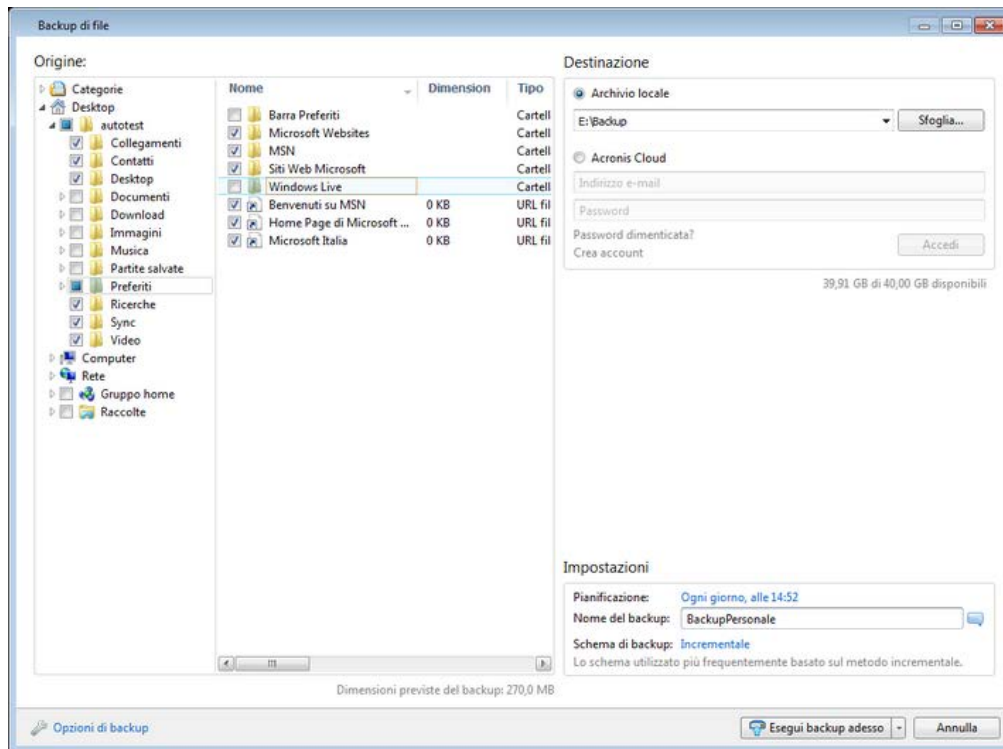 Backup di file
Origine:
Categorie
Desktop
autotest
Collegamenti
Contatti
Desktop
Documenti
Download
Immagini
Musica
Partite salvate
Preferiti
Ricerche
Sync
Video
Computer
Rete
Gruppo home
Raccolte
Nome Dimension Tipo
Barra Preferiti Cartell
Microsoft Websites Cartell
MSN Cartell
Siti Web Microsoft Cartell
Windows Live Cartell
Benvenuti su MSN 0 KB URL fil
Home Page di Microsoft ... 0 KB URL fil
Microsoft Italia 0 KB URL fil
Dimensioni previste del backup: 270,0 MB
Destinazione
Archivio locale
E:\Backup Sfoglia...
Acronis Cloud
Indirizzo e-mail
Password
Password dimenticata?
Crea account
Accedi
39,91 GB di 40,00 GB disponibili
Impostazioni
Pianificazione: Ogni giorno, alle 14:52
Nome del backup: BackupPersonale
Schema di backup: Incrementale
Lo schema utilizzato più frequentemente basato sul metodo incrementale.
Opzioni di backup
Esegui backup adesso
Annulla